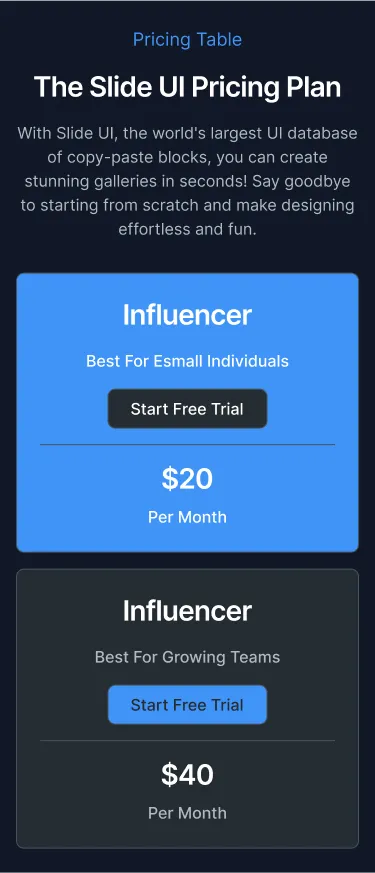 Pricing Table
The Slide UI Pricing Plan
With Slide UI, the world's largest UI database
of copy-paste blocks, you can create
stunning galleries in seconds! Say goodbye
to starting from scratch and make designing
effortless and fun.
Influencer
Best For Esmall Individuals
Start Free Trial
$20
Per Month
Influencer
Best For Growing Teams
Start Free Trial
$40
Per Month